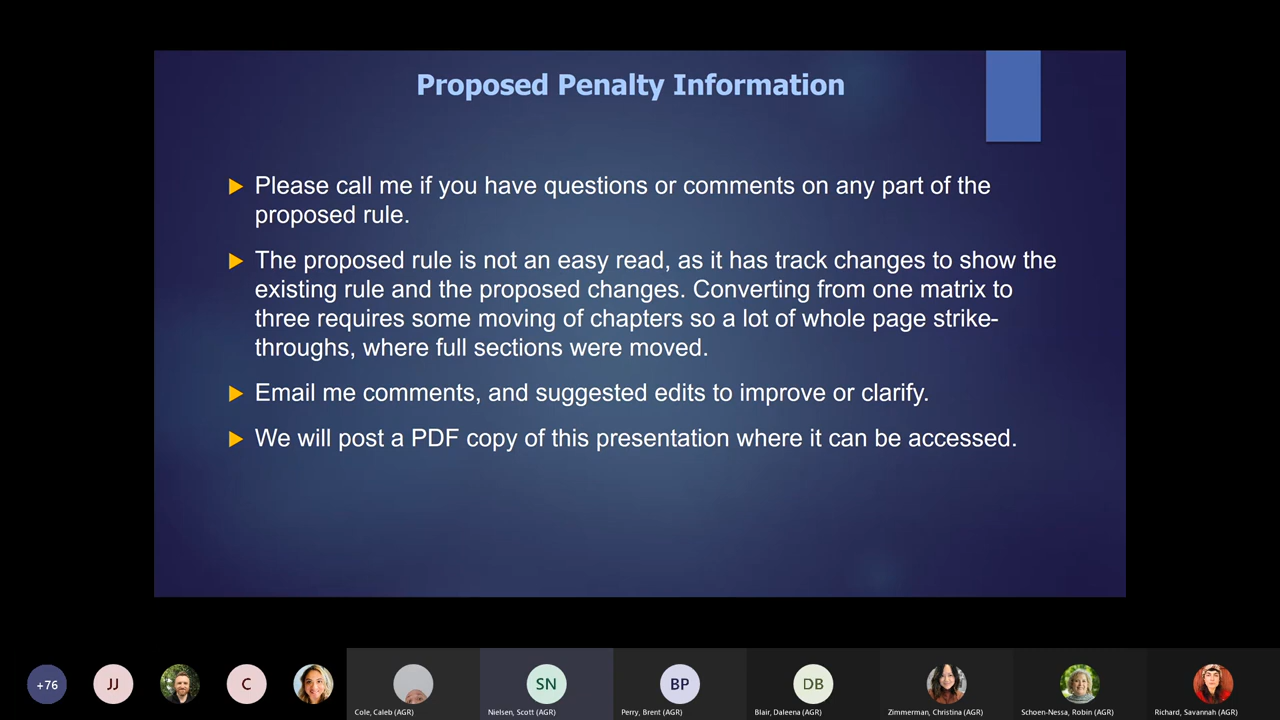 Proposed Penalty Information
Please call me if you have questions or comments on any part of the
proposed rule.
The proposed rule is not an easy read, as it has track changes to show the
existing rule and the proposed changes. Converting from one matrix to
three requires some moving of chapters so a lot of whole page strike-
throughs, where full sections were moved.
Email me comments, and suggested edits to improve or clarify.
We will post a PDF copy of this presentation where it can be accessed.
+76
JJ
C
SN
BP
DB
Cole, Caleb (AGR)
Nielsen, Scott (AGR)
Perry, Brent (AGR)
Blair, Daleena (AGR)
Zimmerman, Christina (AGR)
Schoen-Nessa, Robin (AGR)
Richard, Savannah (AGR)